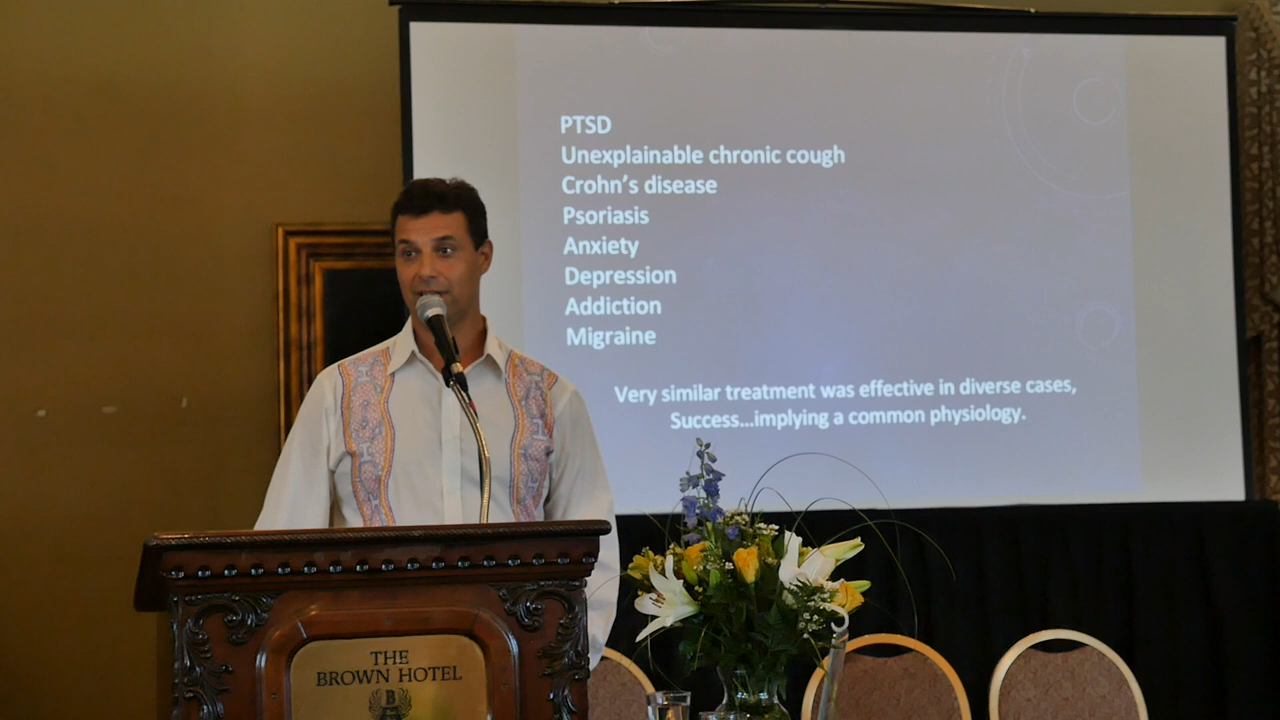 PTSD
Unexplainable chronic cough
Crohn's disease
Psoriasis
Anxiety
Depression
Addiction
Migraine
Very similar treatment was effective in diverse cases,
Success...implying a common physiology.
THE
BROWN HOTEL
B